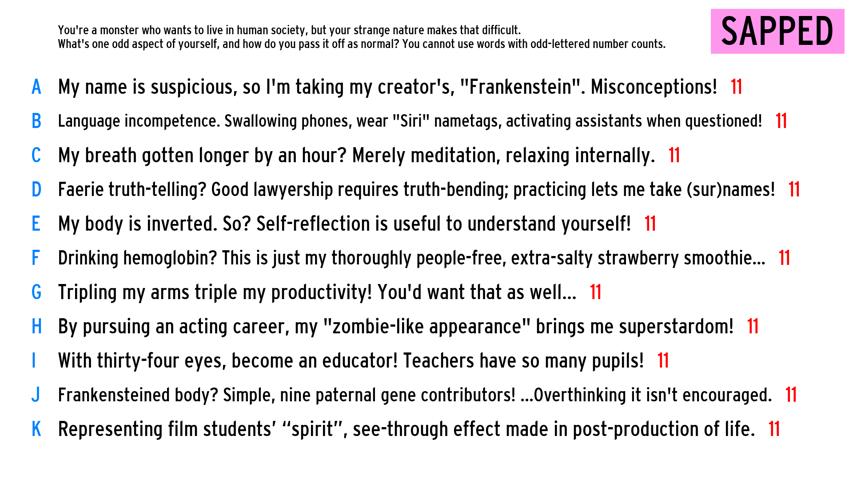 You're a monster who wants to live in human society, but your strange nature makes that difficult.
What's one odd aspect of yourself, and how do you pass it off as normal? You cannot use words with odd-lettered number counts.
SAPPED
A My name is suspicious, so I'm taking my creator's, "Frankenstein". Misconceptions! 11
B Language incompetence. Swallowing phones, wear "Siri" nametags, activating assistants when questioned! 11
C My breath gotten longer by an hour? Merely meditation, relaxing internally. 11
D Faerie truth-telling? Good lawyership requires truth-bending; practicing lets me take (sur)names! 11
E My body is inverted. So? Self-reflection is useful to understand yourself! 11
F Drinking hemoglobin? This is just my thoroughly people-free, extra-salty strawberry smoothie... 11
G Tripling my arms triple my productivity! You'd want that as well... 11
H By pursuing an acting career, my "zombie-like appearance" brings me superstardom! 11
I With thirty-four eyes, become an educator! Teachers have so many pupils! 11
J Frankensteined body? Simple, nine paternal gene contributors! ...Overthinking it isn't encouraged. 11
K Representing film students’ “spirit”, see-through effect made in post-production of life. 11